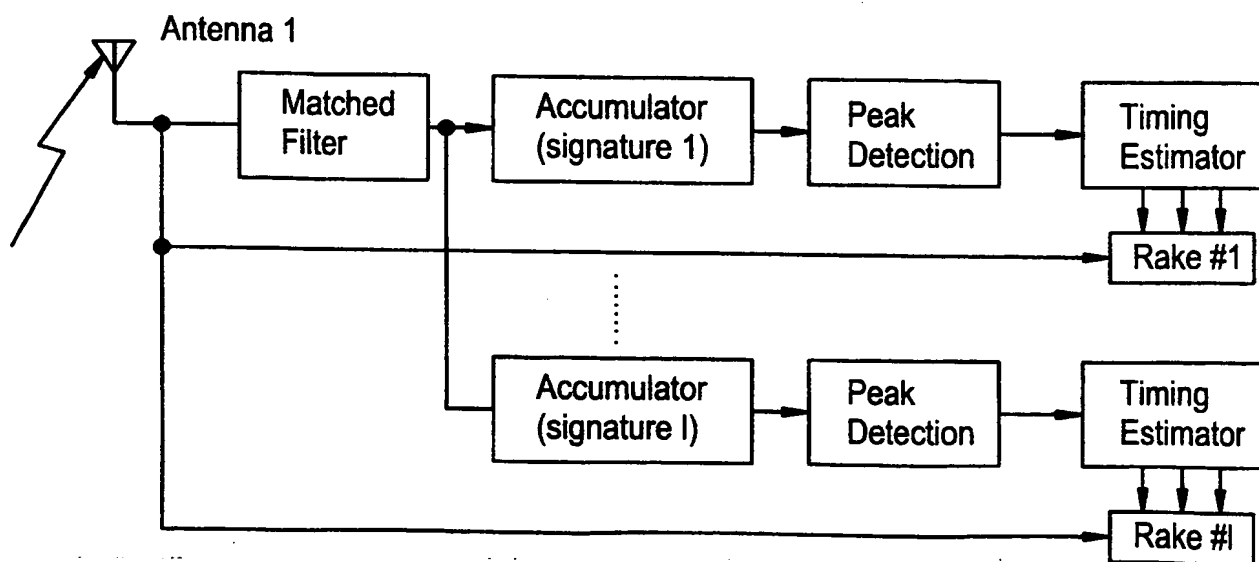 Antenna 1
Matched
Filter
Accumulator
(signature 1)
Peak
Detection
Timing
Estimator
Rake #1
Accumulator
(signature l)
Peak
Detection
Timing
Estimator
Rake #l